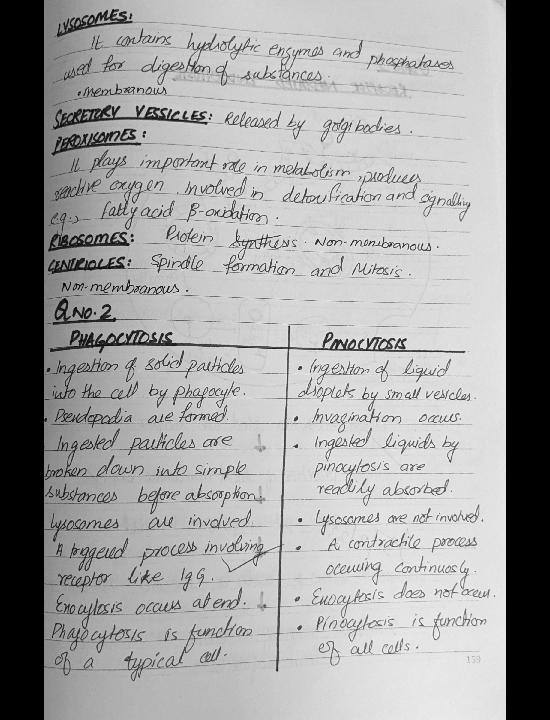 LYSOSOMES:
It contains hydrolytic enzymes and phosphatases
used for digestion of substances.
• membranous
SECRETORY VESSICLES: Released by golgibodies.
PEROXISOMES:
It plays important role in metabolism, produces
reactive oxygen. Involved in detoxification and signalling
e.g., fatty acid β-oxidation.
RIBOSOMES: Protein synthesis. Non-membranous.
CENTRIOLES: Spindle formation and Mitosis.
Non-membranous.
Q NO. 2
PHAGOCYTOSIS
• Ingestion of solid particles
into the cell by phagocyte.
• Pseudopodia are formed.
Ingested particles are
broken down into simple
substances before absorption.
Lysosomes are involved.
A triggered process involving
receptor like IgG.
Exocytosis occurs at end.
Phagocytosis is function
of a typical cell.
PINOCYTOSIS
• Ingestion of liquid
droplets by small vesicles.
• Invagination occurs.
• Ingested liquids by
pinocytosis are
readily absorbed.
• Lysosomes are not involved.
• A contractile process
occuring continuosly.
• Exocytosis does not occur.
• Pinocytosis is function
of all cells.
159